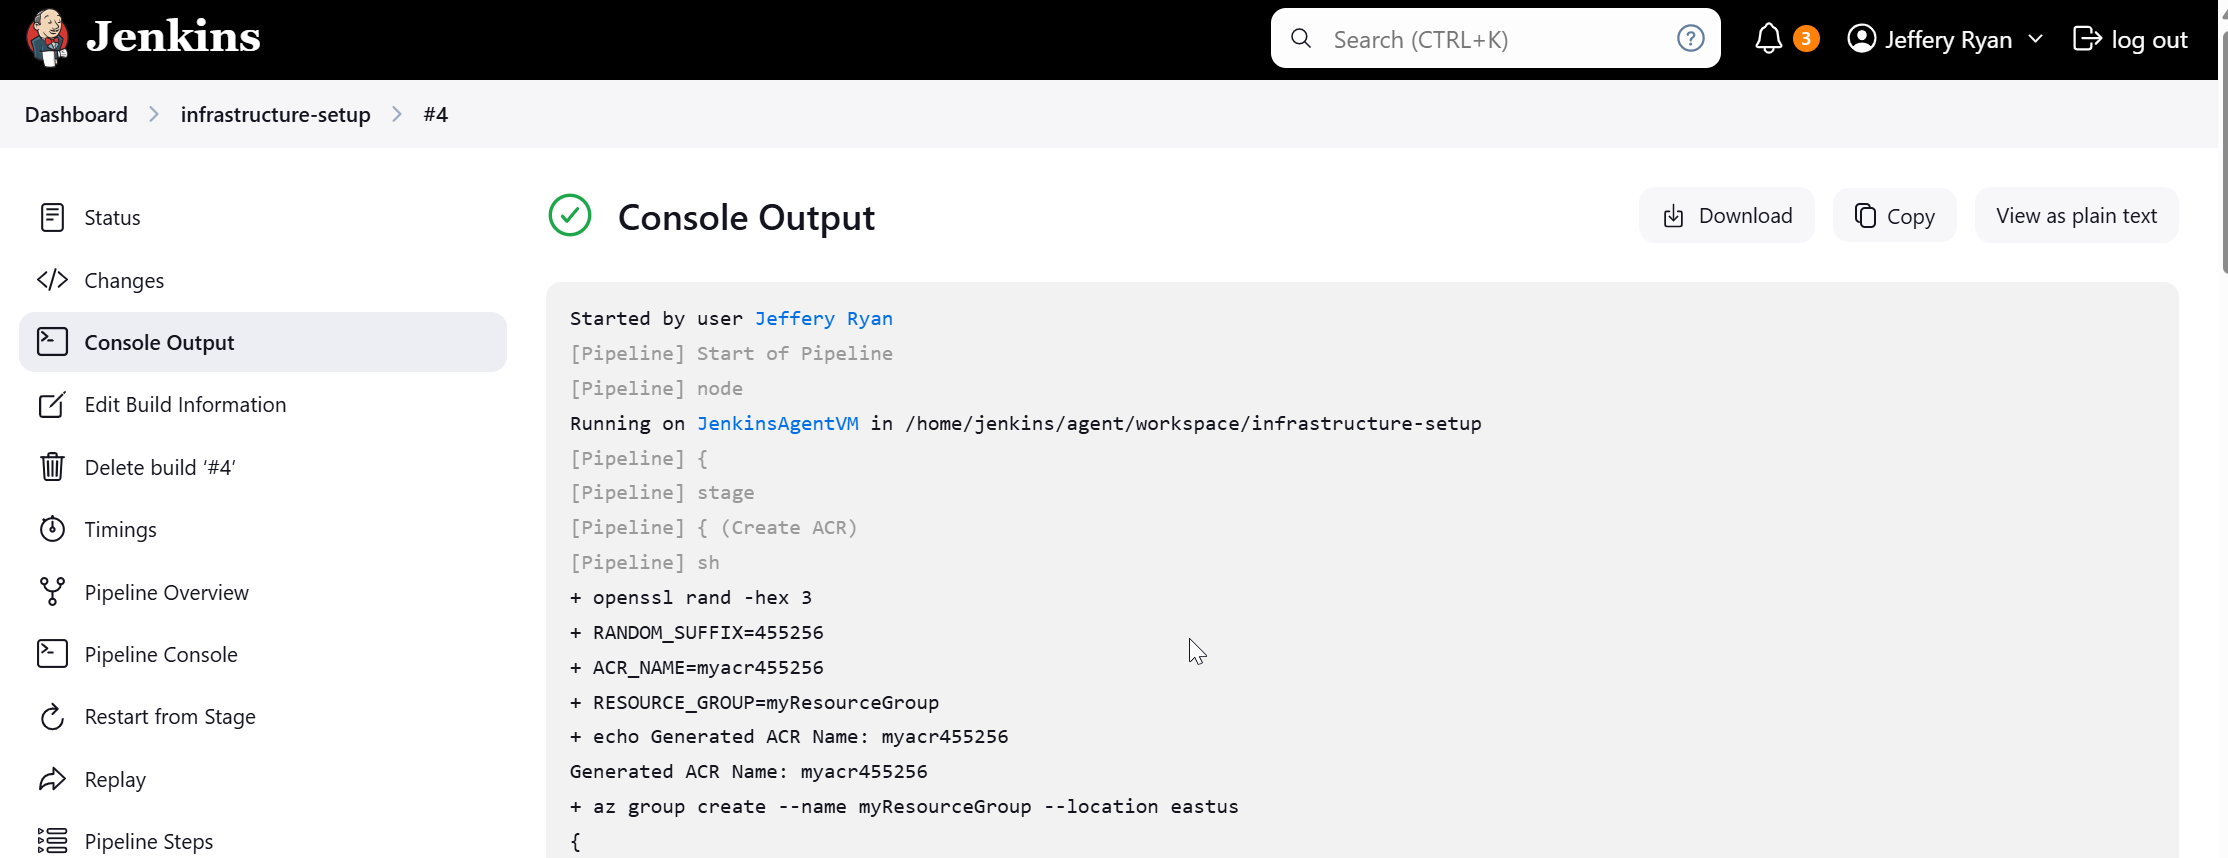 Jenkins
Search (CTRL+K)
?
3
Jeffery Ryan
log out
Dashboard
infrastructure-setup
#4
Status
Changes
Console Output
Edit Build Information
Delete build ‘#4’
Timings
Pipeline Overview
Pipeline Console
Restart from Stage
Replay
Pipeline Steps
Console Output
Download
Copy
View as plain text
Started by user Jeffery Ryan
[Pipeline] Start of Pipeline
[Pipeline] node
Running on JenkinsAgentVM in /home/jenkins/agent/workspace/infrastructure-setup
[Pipeline] {
[Pipeline] stage
[Pipeline] { (Create ACR)
[Pipeline] sh
+ openssl rand -hex 3
+ RANDOM_SUFFIX=455256
+ ACR_NAME=myacr455256
+ RESOURCE_GROUP=myResourceGroup
+ echo Generated ACR Name: myacr455256
Generated ACR Name: myacr455256
+ az group create --name myResourceGroup --location eastus
{